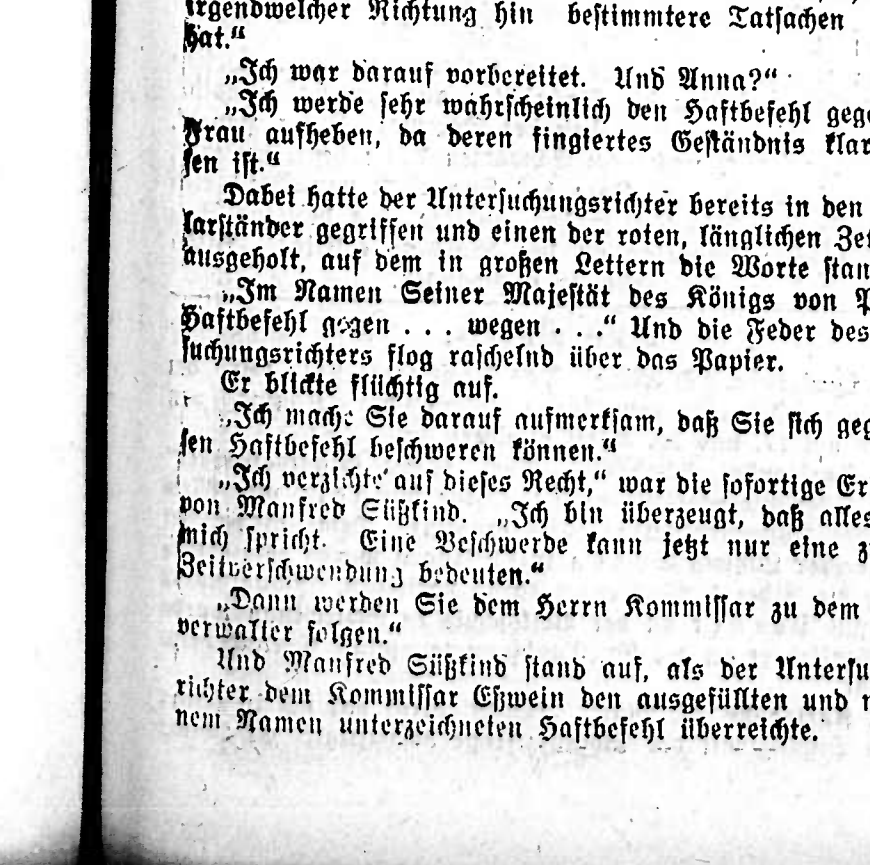 irgendwelcher Richtung hin bestimmtere Tatsachen
hat.“
„Ich war darauf vorbereitet. Und Anna?“
„Ich werde sehr wahrscheinlich den Haftbefehl geg
Frau aufheben, da deren fingiertes Geständnis klar
sen ist.“
Dabei hatte der Untersuchungsrichter bereits in den
larständer gegriffen und einen der roten, länglichen Zet
ausgeholt, auf dem in großen Lettern die Worte stan
„Im Namen Seiner Majestät des Königs von P
Haftbefehl gegen . . . wegen . . .“ Und die Feder des
suchungsrichters flog raschelnd über das Papier.
Er blickte flüchtig auf.
„Ich mache Sie darauf aufmerksam, daß Sie sich geg
sen Haftbefehl beschweren können.“
„Ich verzichte auf dieses Recht,“ war die sofortige Er
von Manfred Süßkind. „Ich bin überzeugt, daß alles
mich spricht. Eine Beschwerde kann jetzt nur eine z
Zeitverschwendung bedeuten.“
„Dann werden Sie dem Herrn Kommissar zu dem
verwalter folgen.“
Und Manfred Süßkind stand auf, als der Untersu
richter dem Kommissar Eßwein den ausgefüllten und
nem Namen unterzeichneten Haftbefehl überreichte.